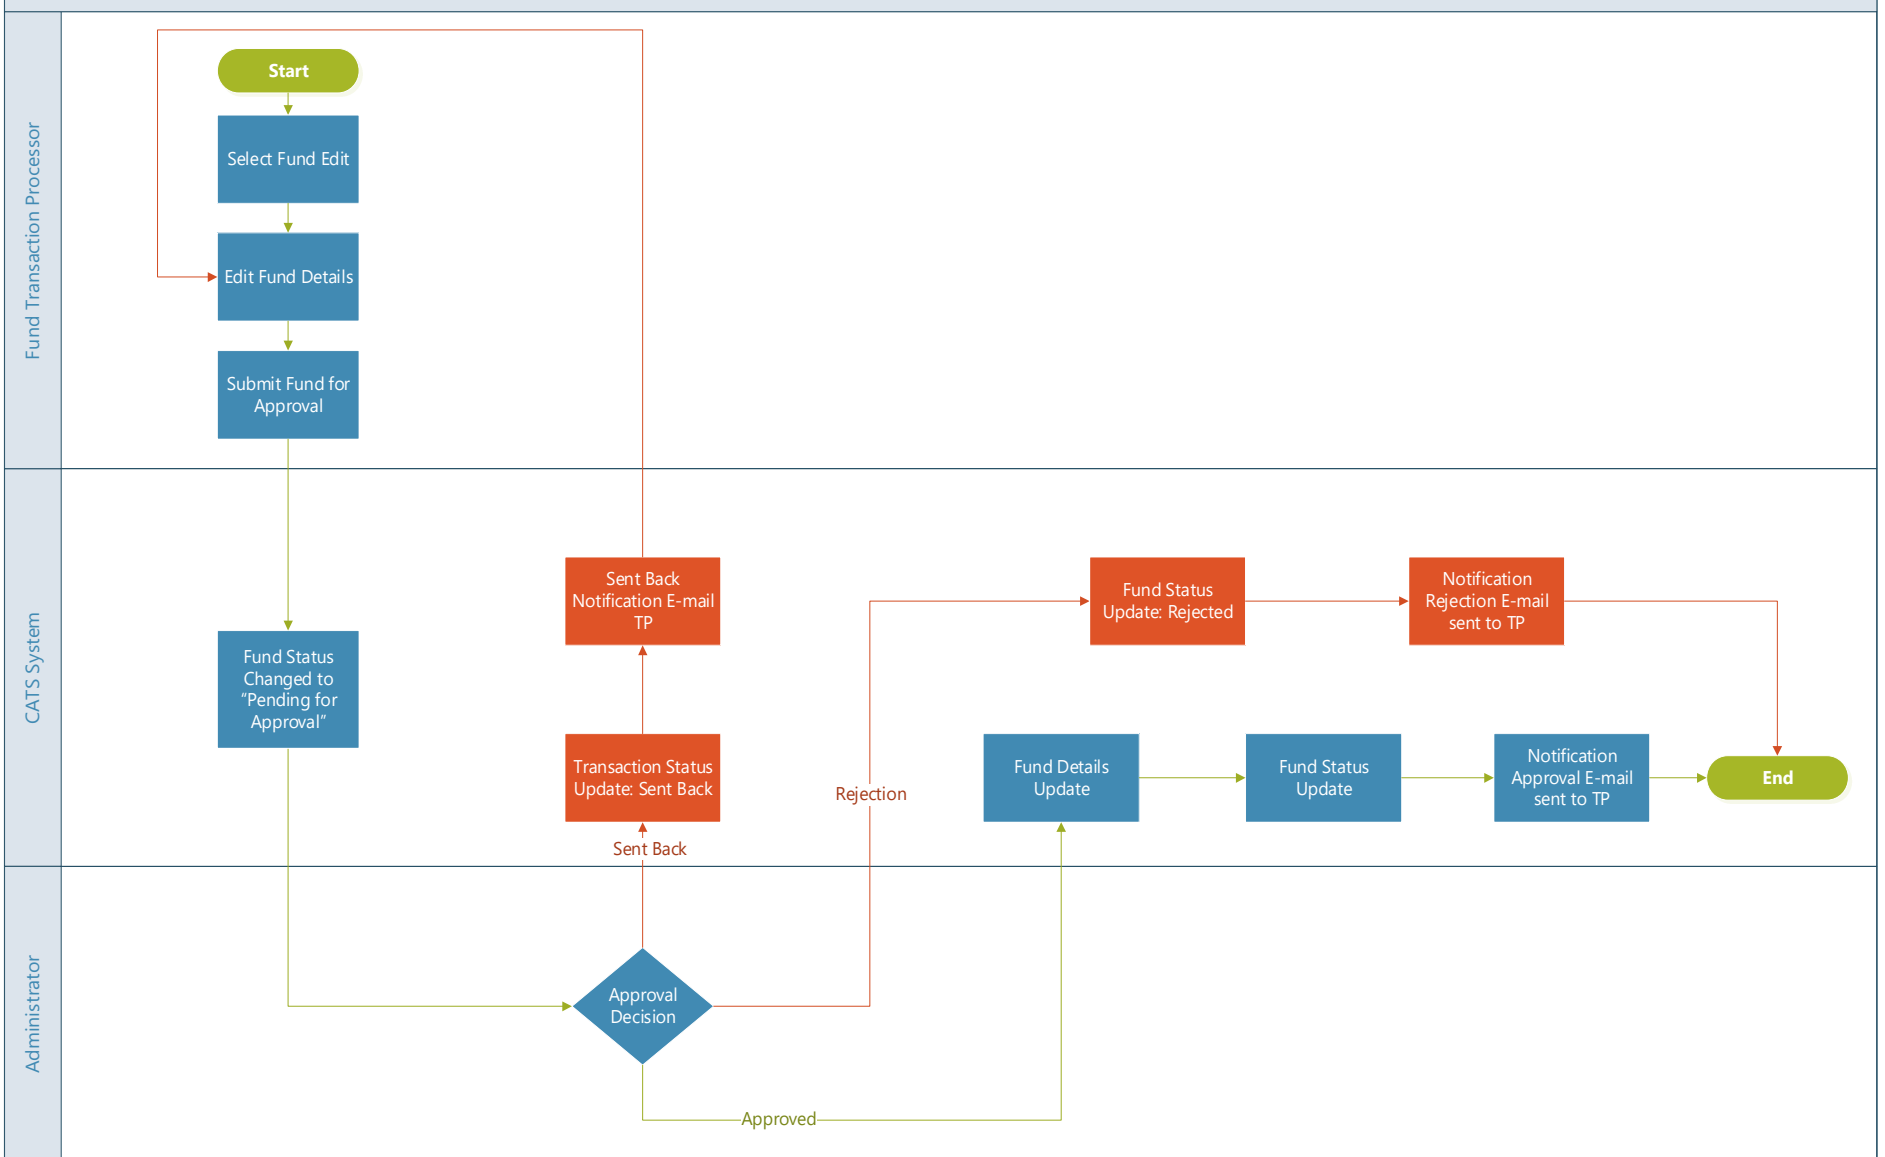 Fund Transaction Processor
Start
Select Fund Edit
Edit Fund Details
Submit Fund for
Approval
CATS System
Fund Status
Changed to
“Pending for
Approval”
Sent Back
Notification E-mail
TP
Transaction Status
Update: Sent Back
Sent Back
Rejection
Fund Status
Update: Rejected
Notification
Rejection E-mail
sent to TP
Fund Details
Update
Fund Status
Update
Notification
Approval E-mail
sent to TP
End
Administrator
Approval
Decision
Approved